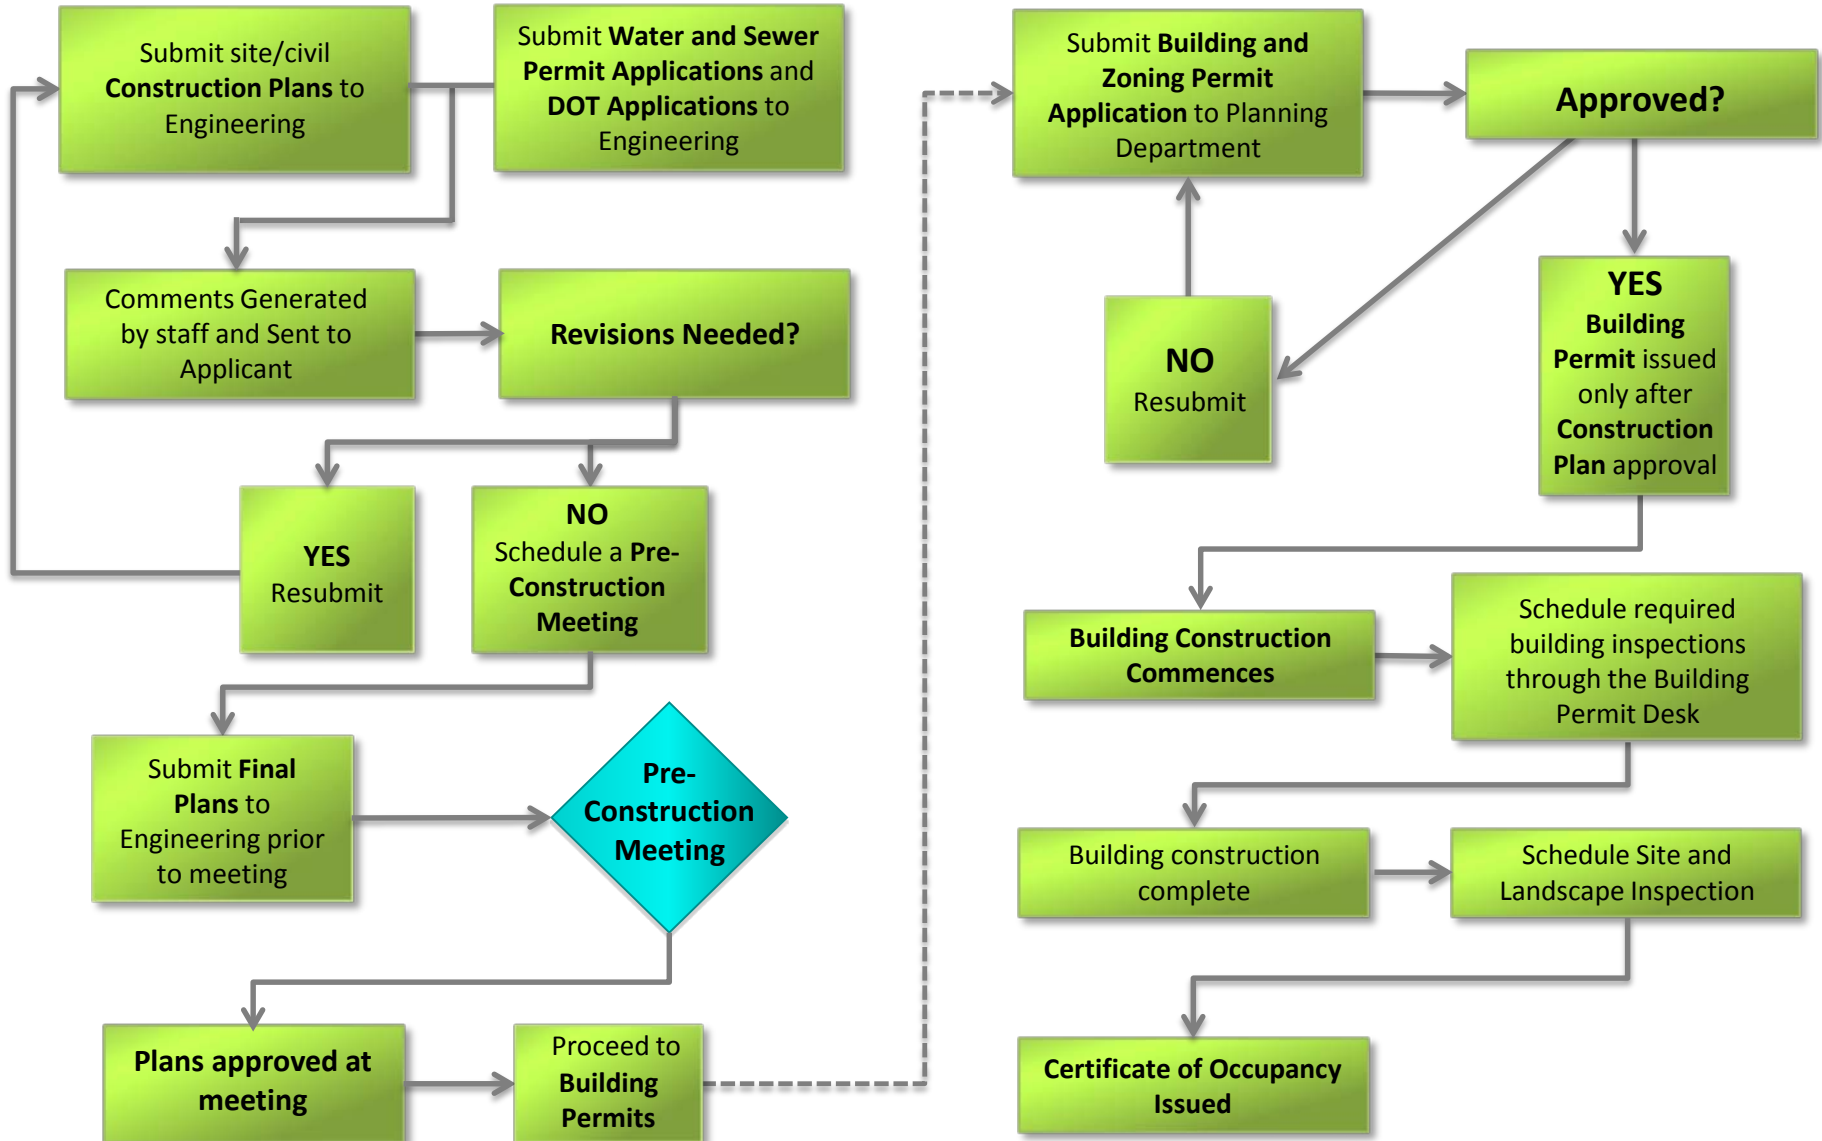 Submit site/civil
Construction Plans to
Engineering
Submit Water and Sewer
Permit Applications and
DOT Applications to
Engineering
Comments Generated
by staff and Sent to
Applicant
Revisions Needed?
YES
Resubmit
NO
Schedule a Pre-
Construction
Meeting
Submit Final
Plans to
Engineering prior
to meeting
Pre-
Construction
Meeting
Plans approved at
meeting
Proceed to
Building
Permits
Submit Building and
Zoning Permit
Application to Planning
Department
Approved?
NO
Resubmit
YES
Building
Permit issued
only after
Construction
Plan approval
Building Construction
Commences
Schedule required
building inspections
through the Building
Permit Desk
Building construction
complete
Schedule Site and
Landscape Inspection
Certificate of Occupancy
Issued